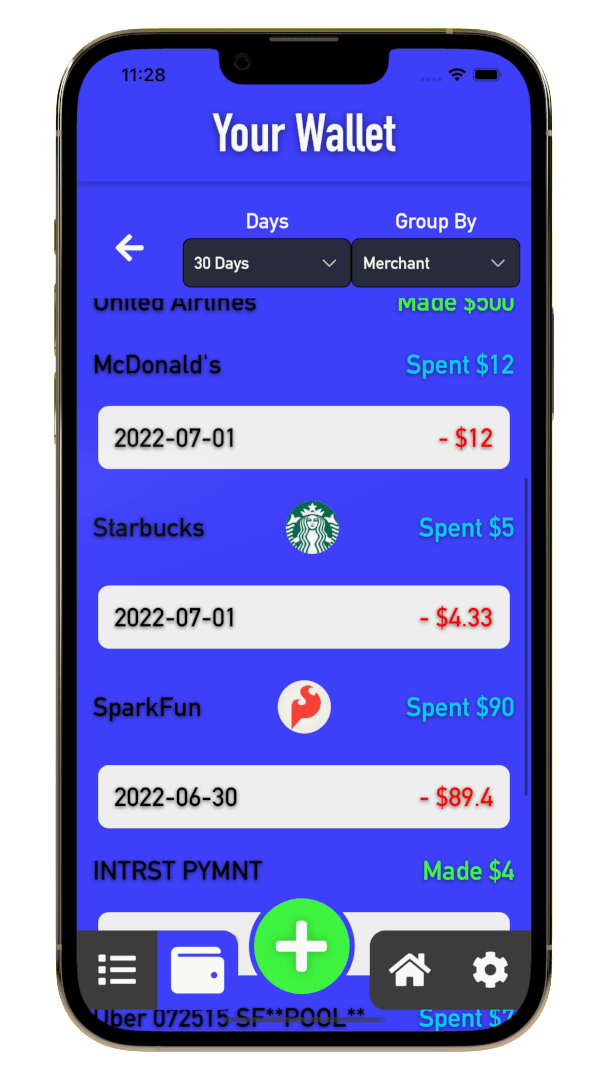 11:28
Your Wallet
Days Group By
30 Days Merchant
United Airlines Made $500
McDonald's Spent $12
2022-07-01 - $12
Starbucks Spent $5
2022-07-01 - $4.33
SparkFun Spent $90
2022-06-30 - $89.4
INTRST PYMNT Made $4
Uber 072515 SF**POOL** Spent $7